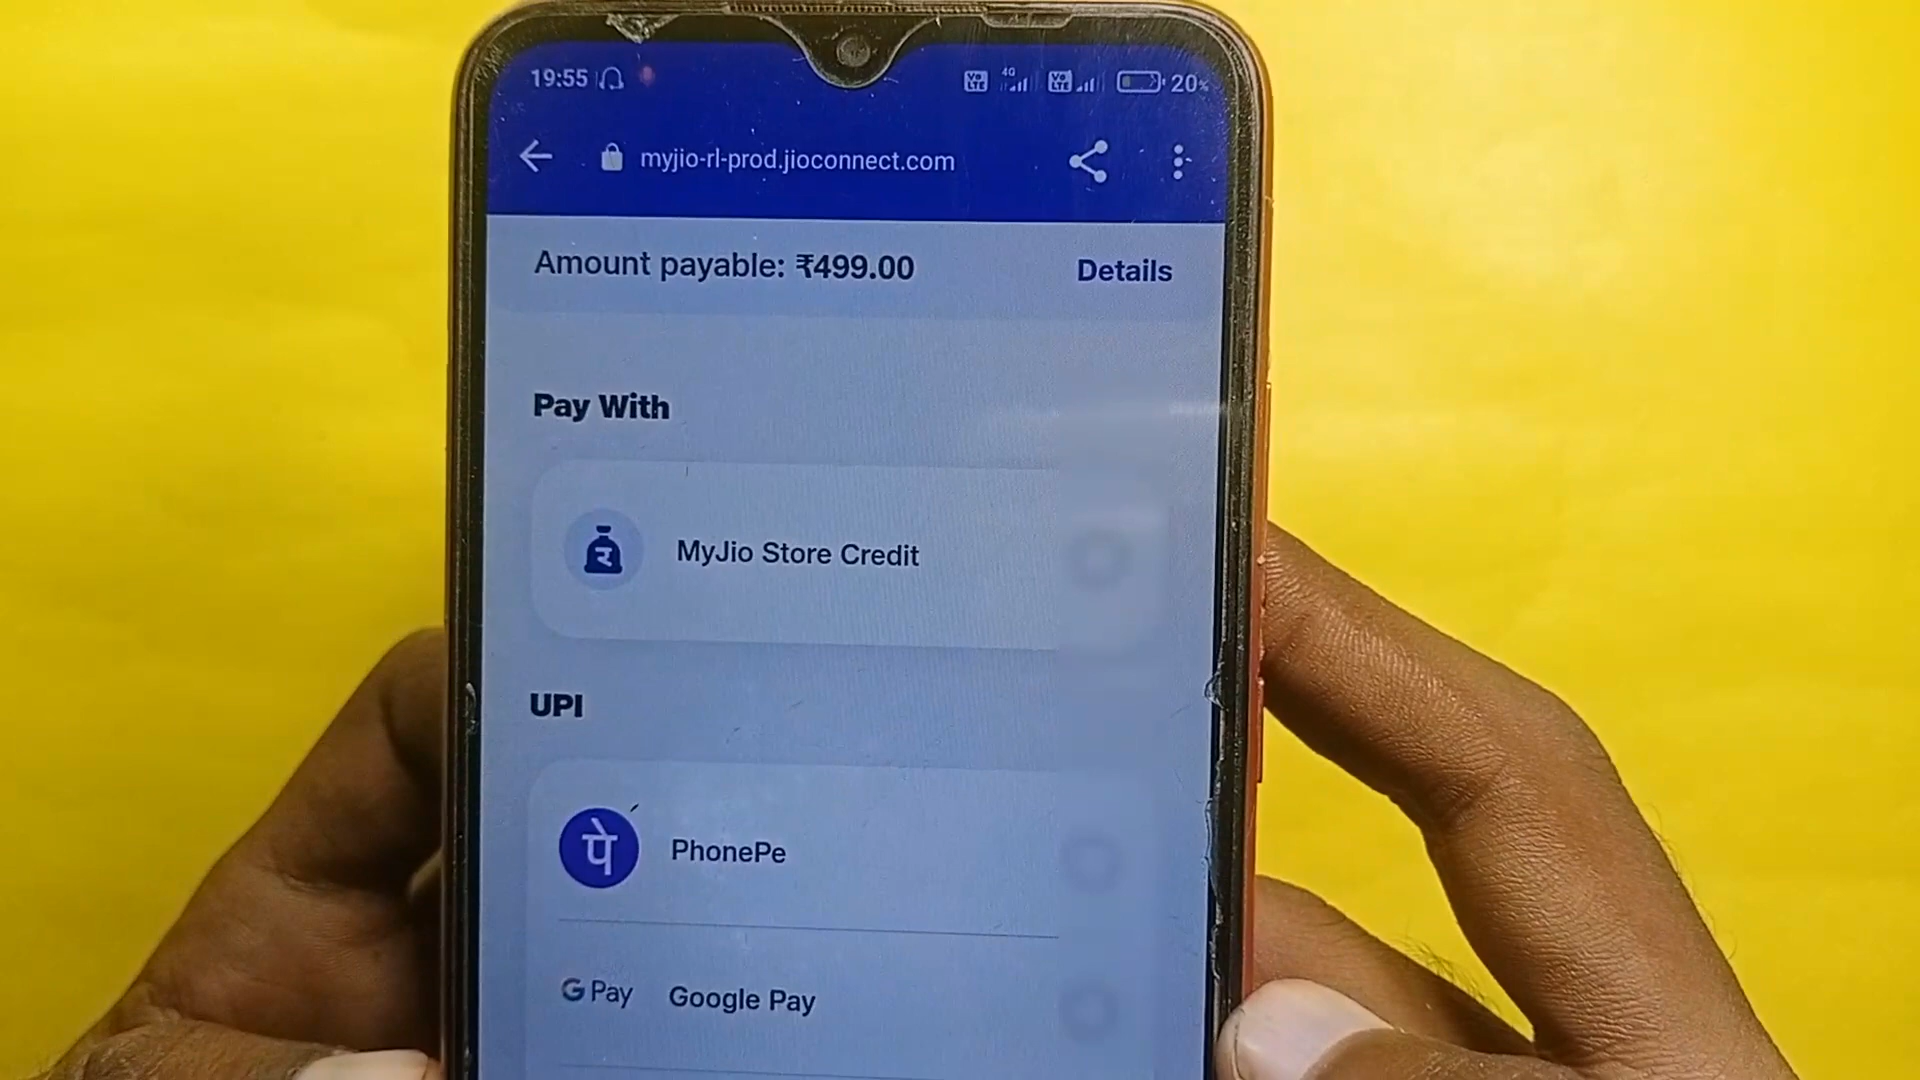 19:55 4G 20%
myjio-rl-prod.jioconnect.com
Amount payable: ₹499.00 Details
Pay With
MyJio Store Credit
UPI
पे PhonePe
G Pay Google Pay